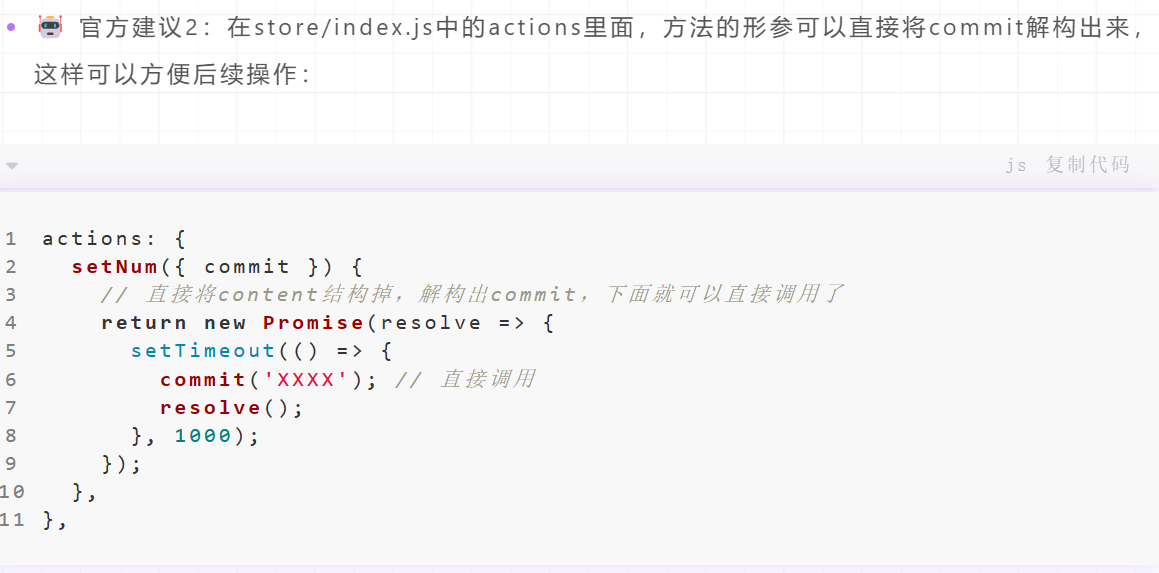 官方建议2：在store/index.js中的actions里面，方法的形参可以直接将commit解构出来，
这样可以方便后续操作：
js 复制代码
1 actions: {
2   setNum({ commit }) {
3     // 直接将content结构掉，解构出commit，下面就可以直接调用了
4     return new Promise(resolve => {
5       setTimeout(() => {
6         commit('XXXX'); // 直接调用
7         resolve();
8       }, 1000);
9     });
10   },
11 },